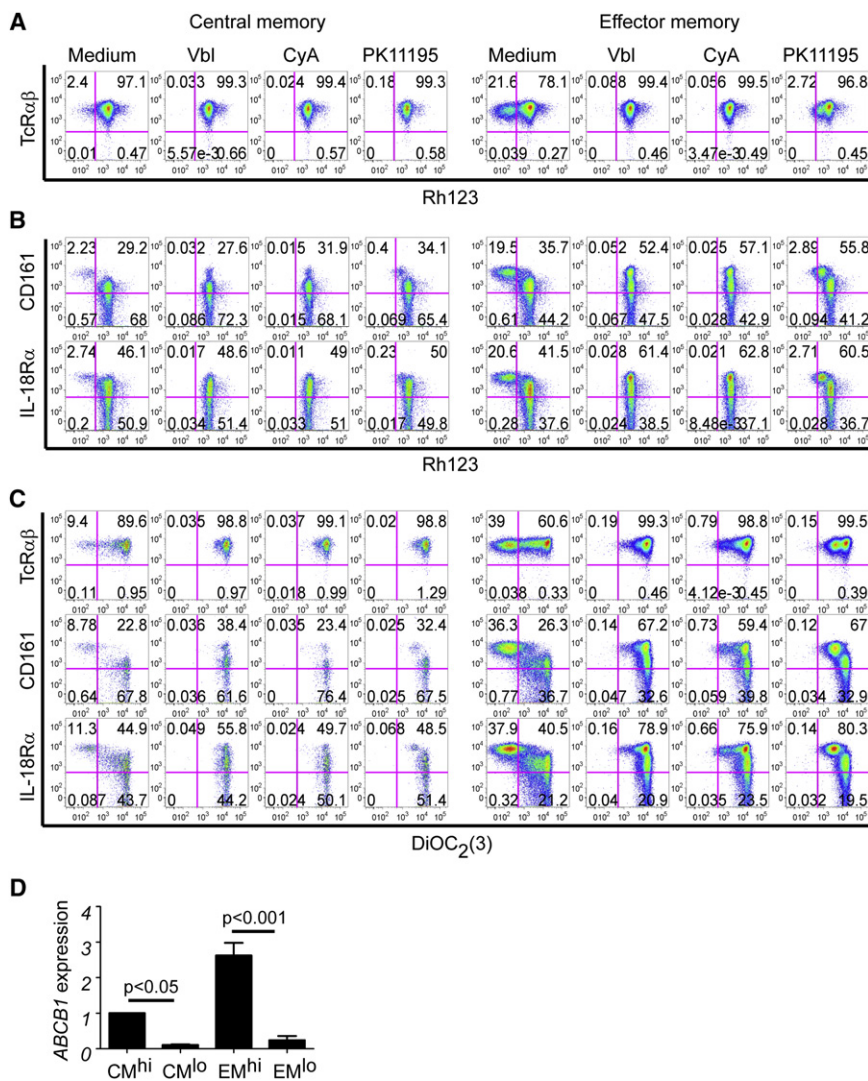 A
Central memory Effector memory
Medium Vbl CyA PK11195 Medium Vbl CyA PK11195
2.4 97.1 0.033 99.3 0.024 99.4 0.18 99.3 21.6 78.1 0.088 99.4 0.056 99.5 2.72 96.8
TcRαβ
0.01 0.47 5.57e-3 0.66 0 0.57 0 0.58 0.039 0.27 0 0.46 3.47e-3 0.49 0 0.45
Rh123
B
2.23 29.2 0.032 27.6 0.015 31.9 0.4 34.1 19.5 35.7 0.052 52.4 0.025 57.1 2.89 55.8
CD161
0.57 68 0.086 72.3 0.015 68.1 0.069 65.4 0.61 44.2 0.067 47.5 0.028 42.9 0.094 41.2
2.74 46.1 0.017 48.6 0.011 49 0.23 50 20.6 41.5 0.028 61.4 0.021 62.8 2.71 60.5
IL-18Rα
0.2 50.9 0.034 51.4 0.033 51 0.017 49.8 0.28 37.6 0.024 38.5 8.48e-3 37.1 0.028 36.7
Rh123
C
9.4 89.6 0.035 98.8 0.037 99.1 0.02 98.8 39 60.6 0.19 99.3 0.79 98.8 0.15 99.5
TcRαβ
0.11 0.95 0 0.97 0.018 0.99 0 1.29 0.038 0.33 0 0.46 4.12e-3 0.45 0 0.39
8.78 22.8 0.036 38.4 0.035 23.4 0.025 32.4 36.3 26.3 0.14 67.2 0.73 59.4 0.12 67
CD161
0.64 67.8 0.036 61.6 0 76.4 0.025 67.5 0.77 36.7 0.047 32.6 0.059 39.8 0.034 32.9
11.3 44.9 0.049 55.8 0.024 49.7 0.068 48.5 37.9 40.5 0.16 78.9 0.66 75.9 0.14 80.3
IL-18Rα
0.087 43.7 0 44.2 0.024 50.1 0 51.4 0.32 21.2 0.04 20.9 0.035 23.5 0.032 19.5
DiOC2(3)
D
ABCB1 expression
4
3
2
1
0
p<0.05
p<0.001
CMhi CMlo EMhi EMlo